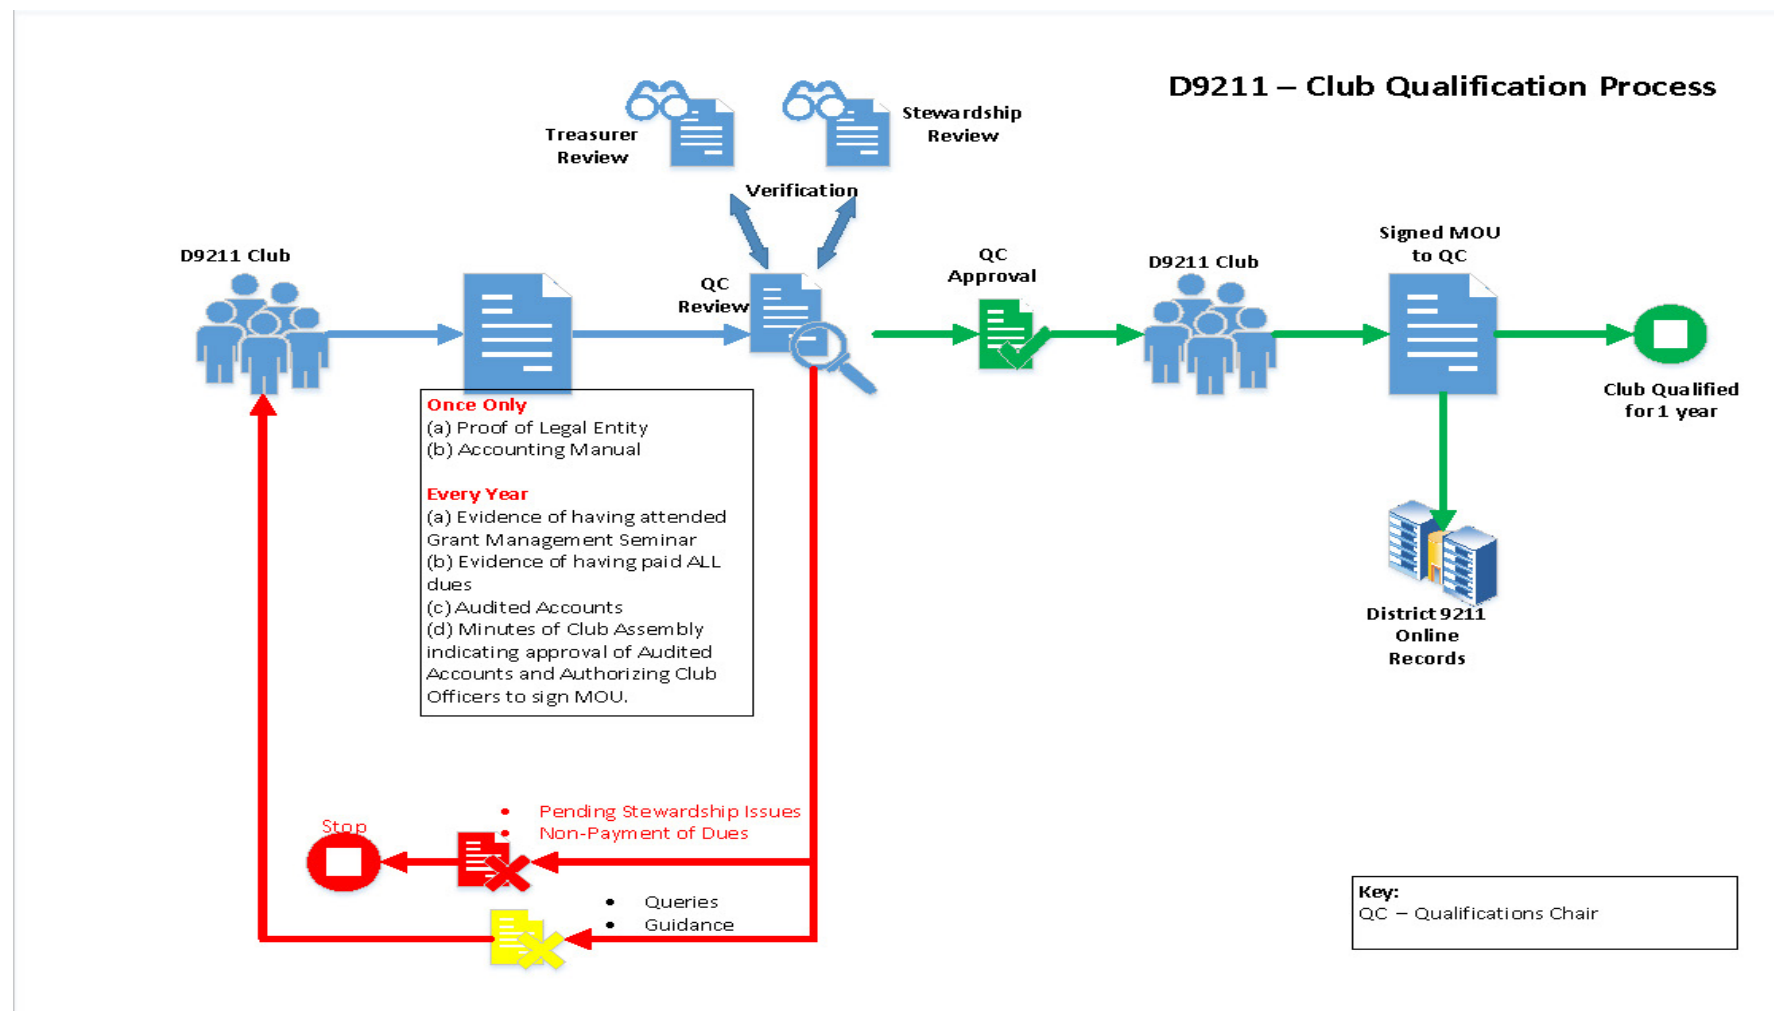 D9211 – Club Qualification Process
Treasurer
Review
Stewardship
Review
Verification
D9211 Club
QC
Review
QC
Approval
D9211 Club
Signed MOU
to QC
Club Qualified
for 1 year
Once Only
(a) Proof of Legal Entity
(b) Accounting Manual
Every Year
(a) Evidence of having attended
Grant Management Seminar
(b) Evidence of having paid ALL
dues
(c) Audited Accounts
(d) Minutes of Club Assembly
indicating approval of Audited
Accounts and Authorizing Club
Officers to sign MOU.
District 9211
Online
Records
• Pending Stewardship Issues
• Non-Payment of Dues
Stop
• Queries
• Guidance
Key:
QC – Qualifications Chair